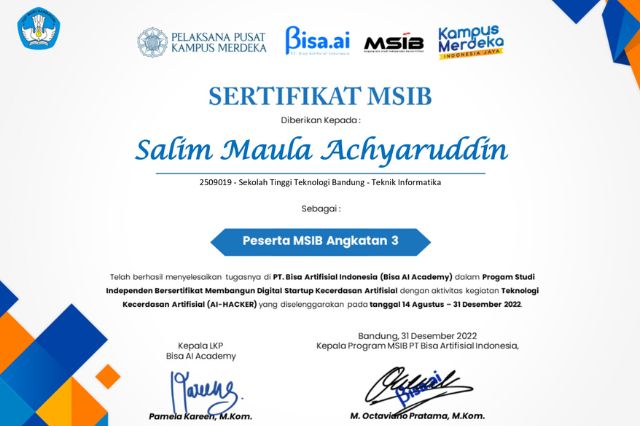 PELAKSANA PUSAT
KAMPUS MERDEKA
Bisa.ai
MSIB
Kampus
Merdeka
INDONESIA JAYA
SERTIFIKAT MSIB
Diberikan Kepada :
Salim Maula Achyaruddin
2509019 - Sekolah Tinggi Teknologi Bandung - Teknik Informatika
Sebagai :
Peserta MSIB Angkatan 3
Telah berhasil menyelesaikan tugasnya di PT. Bisa Artifisial Indonesia (Bisa AI Academy) dalam Progam Studi
Independen Bersertifikat Membangun Digital Startup Kecerdasan Artifisial dengan aktivitas kegiatan Teknologi
Kecerdasan Artifisial (AI-HACKER) yang diselenggarakan pada tanggal 14 Agustus – 31 Desember 2022.
Bandung, 31 Desember 2022
Kepala LKP
Bisa AI Academy
Kepala Program MSIB PT Bisa Artifisial Indonesia,
Kareen
Bisa.ai
Pamela Kareen, M.Kom.
M. Octaviano Pratama, M.Kom.